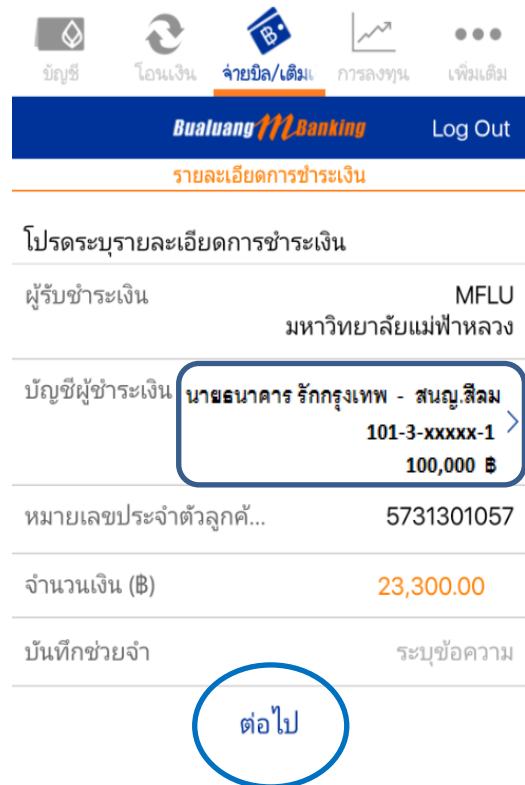 บัญชี โอนเงิน จ่ายบิล/เติมเ การลงทุน เพิ่มเติม
Bualuang mBanking Log Out
รายละเอียดการชำระเงิน
โปรดระบุรายละเอียดการชำระเงิน
ผู้รับชำระเงิน MFLU
มหาวิทยาลัยแม่ฟ้าหลวง
บัญชีผู้ชำระเงิน นายธนาคาร รักกรุงเทพ - สนญ.สีลม
101-3-xxxxx-1
100,000 ฿
หมายเลขประจำตัวลูกค้... 5731301057
จำนวนเงิน (฿) 23,300.00
บันทึกช่วยจำ ระบุข้อความ
ต่อไป